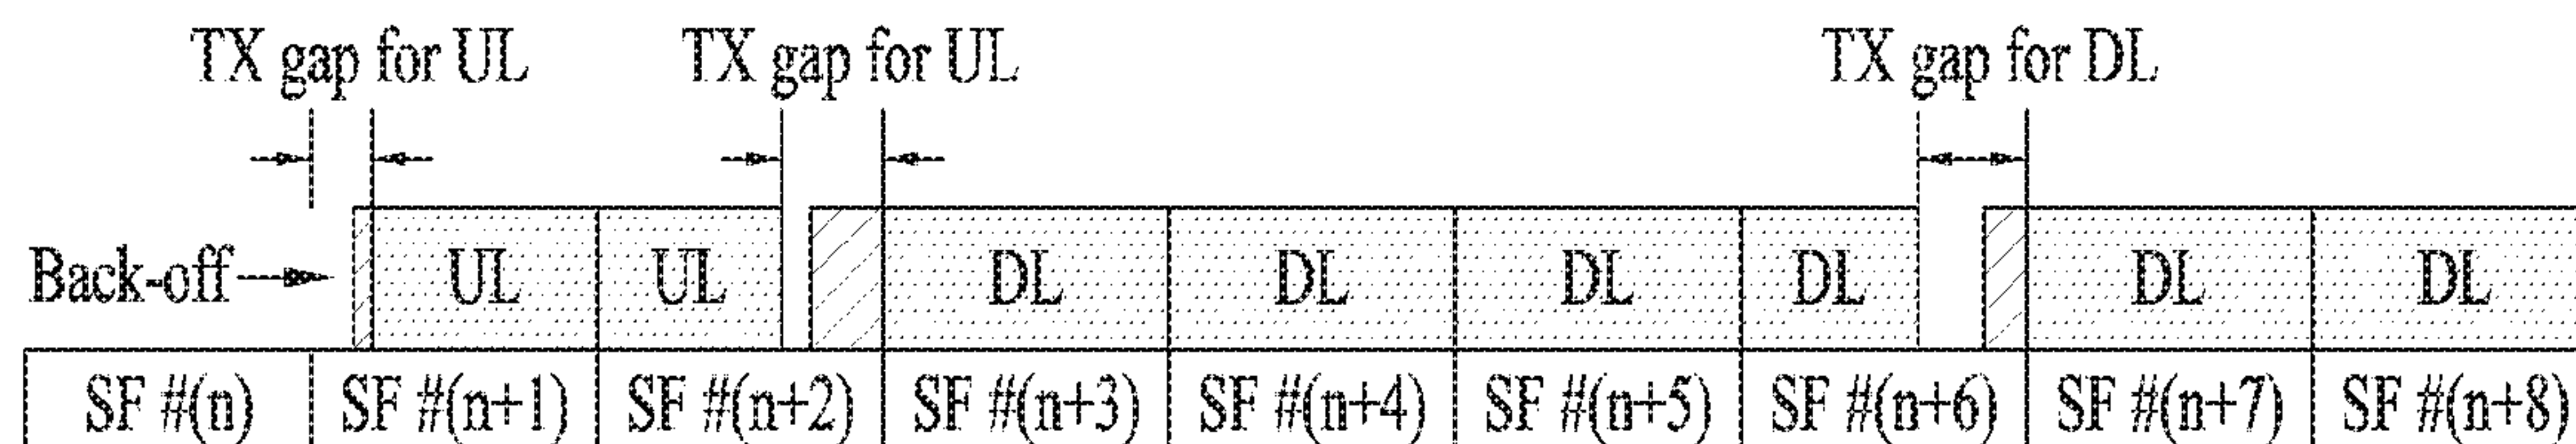 TX gap for UL TX gap for UL TX gap for DL
Back-off UL UL DL DL DL DL DL DL
SF #(n) SF #(n+1) SF #(n+2) SF #(n+3) SF #(n+4) SF #(n+5) SF #(n+6) SF #(n+7) SF #(n+8)